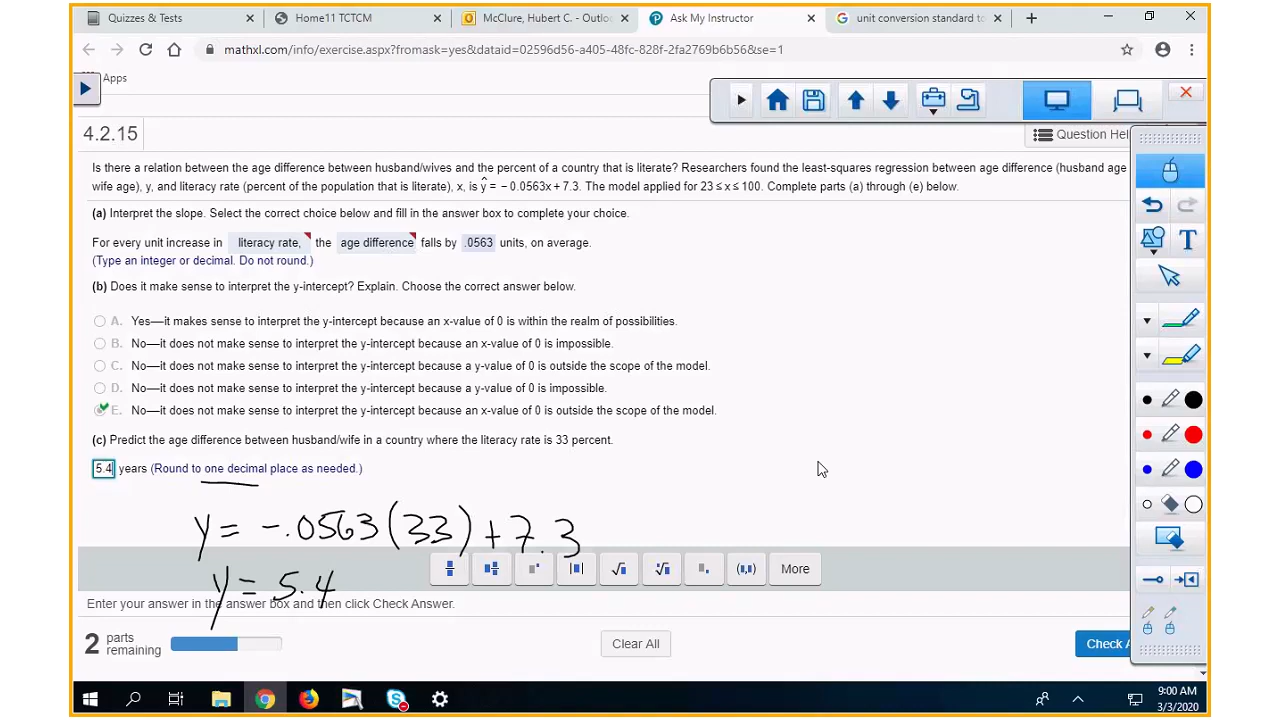 Quizzes & Tests
Home11 TCTCM
McClure, Hubert C. - Outloo
Ask My Instructor
unit conversion standard to
mathxl.com/info/exercise.aspx?fromask=yes&dataid=02596d56-a405-48fc-828f-2fa2769b6b56&se=1
Apps
4.2.15
Question Hel
Is there a relation between the age difference between husband/wives and the percent of a country that is literate? Researchers found the least-squares regression between age difference (husband age
wife age), y, and literacy rate (percent of the population that is literate), x, is ŷ = − 0.0563x + 7.3. The model applied for 23 ≤ x ≤ 100. Complete parts (a) through (e) below.
(a) Interpret the slope. Select the correct choice below and fill in the answer box to complete your choice.
For every unit increase in literacy rate, the age difference falls by .0563 units, on average.
(Type an integer or decimal. Do not round.)
(b) Does it make sense to interpret the y-intercept? Explain. Choose the correct answer below.
A. Yes—it makes sense to interpret the y-intercept because an x-value of 0 is within the realm of possibilities.
B. No—it does not make sense to interpret the y-intercept because an x-value of 0 is impossible.
C. No—it does not make sense to interpret the y-intercept because a y-value of 0 is outside the scope of the model.
D. No—it does not make sense to interpret the y-intercept because a y-value of 0 is impossible.
E. No—it does not make sense to interpret the y-intercept because an x-value of 0 is outside the scope of the model.
(c) Predict the age difference between husband/wife in a country where the literacy rate is 33 percent.
5.4 years (Round to one decimal place as needed.)
y = -.0563(33) + 7.3
More
y = 5.4
Enter your answer in the answer box and then click Check Answer.
2 parts remaining
Clear All
Check A
9:00 AM
3/3/2020